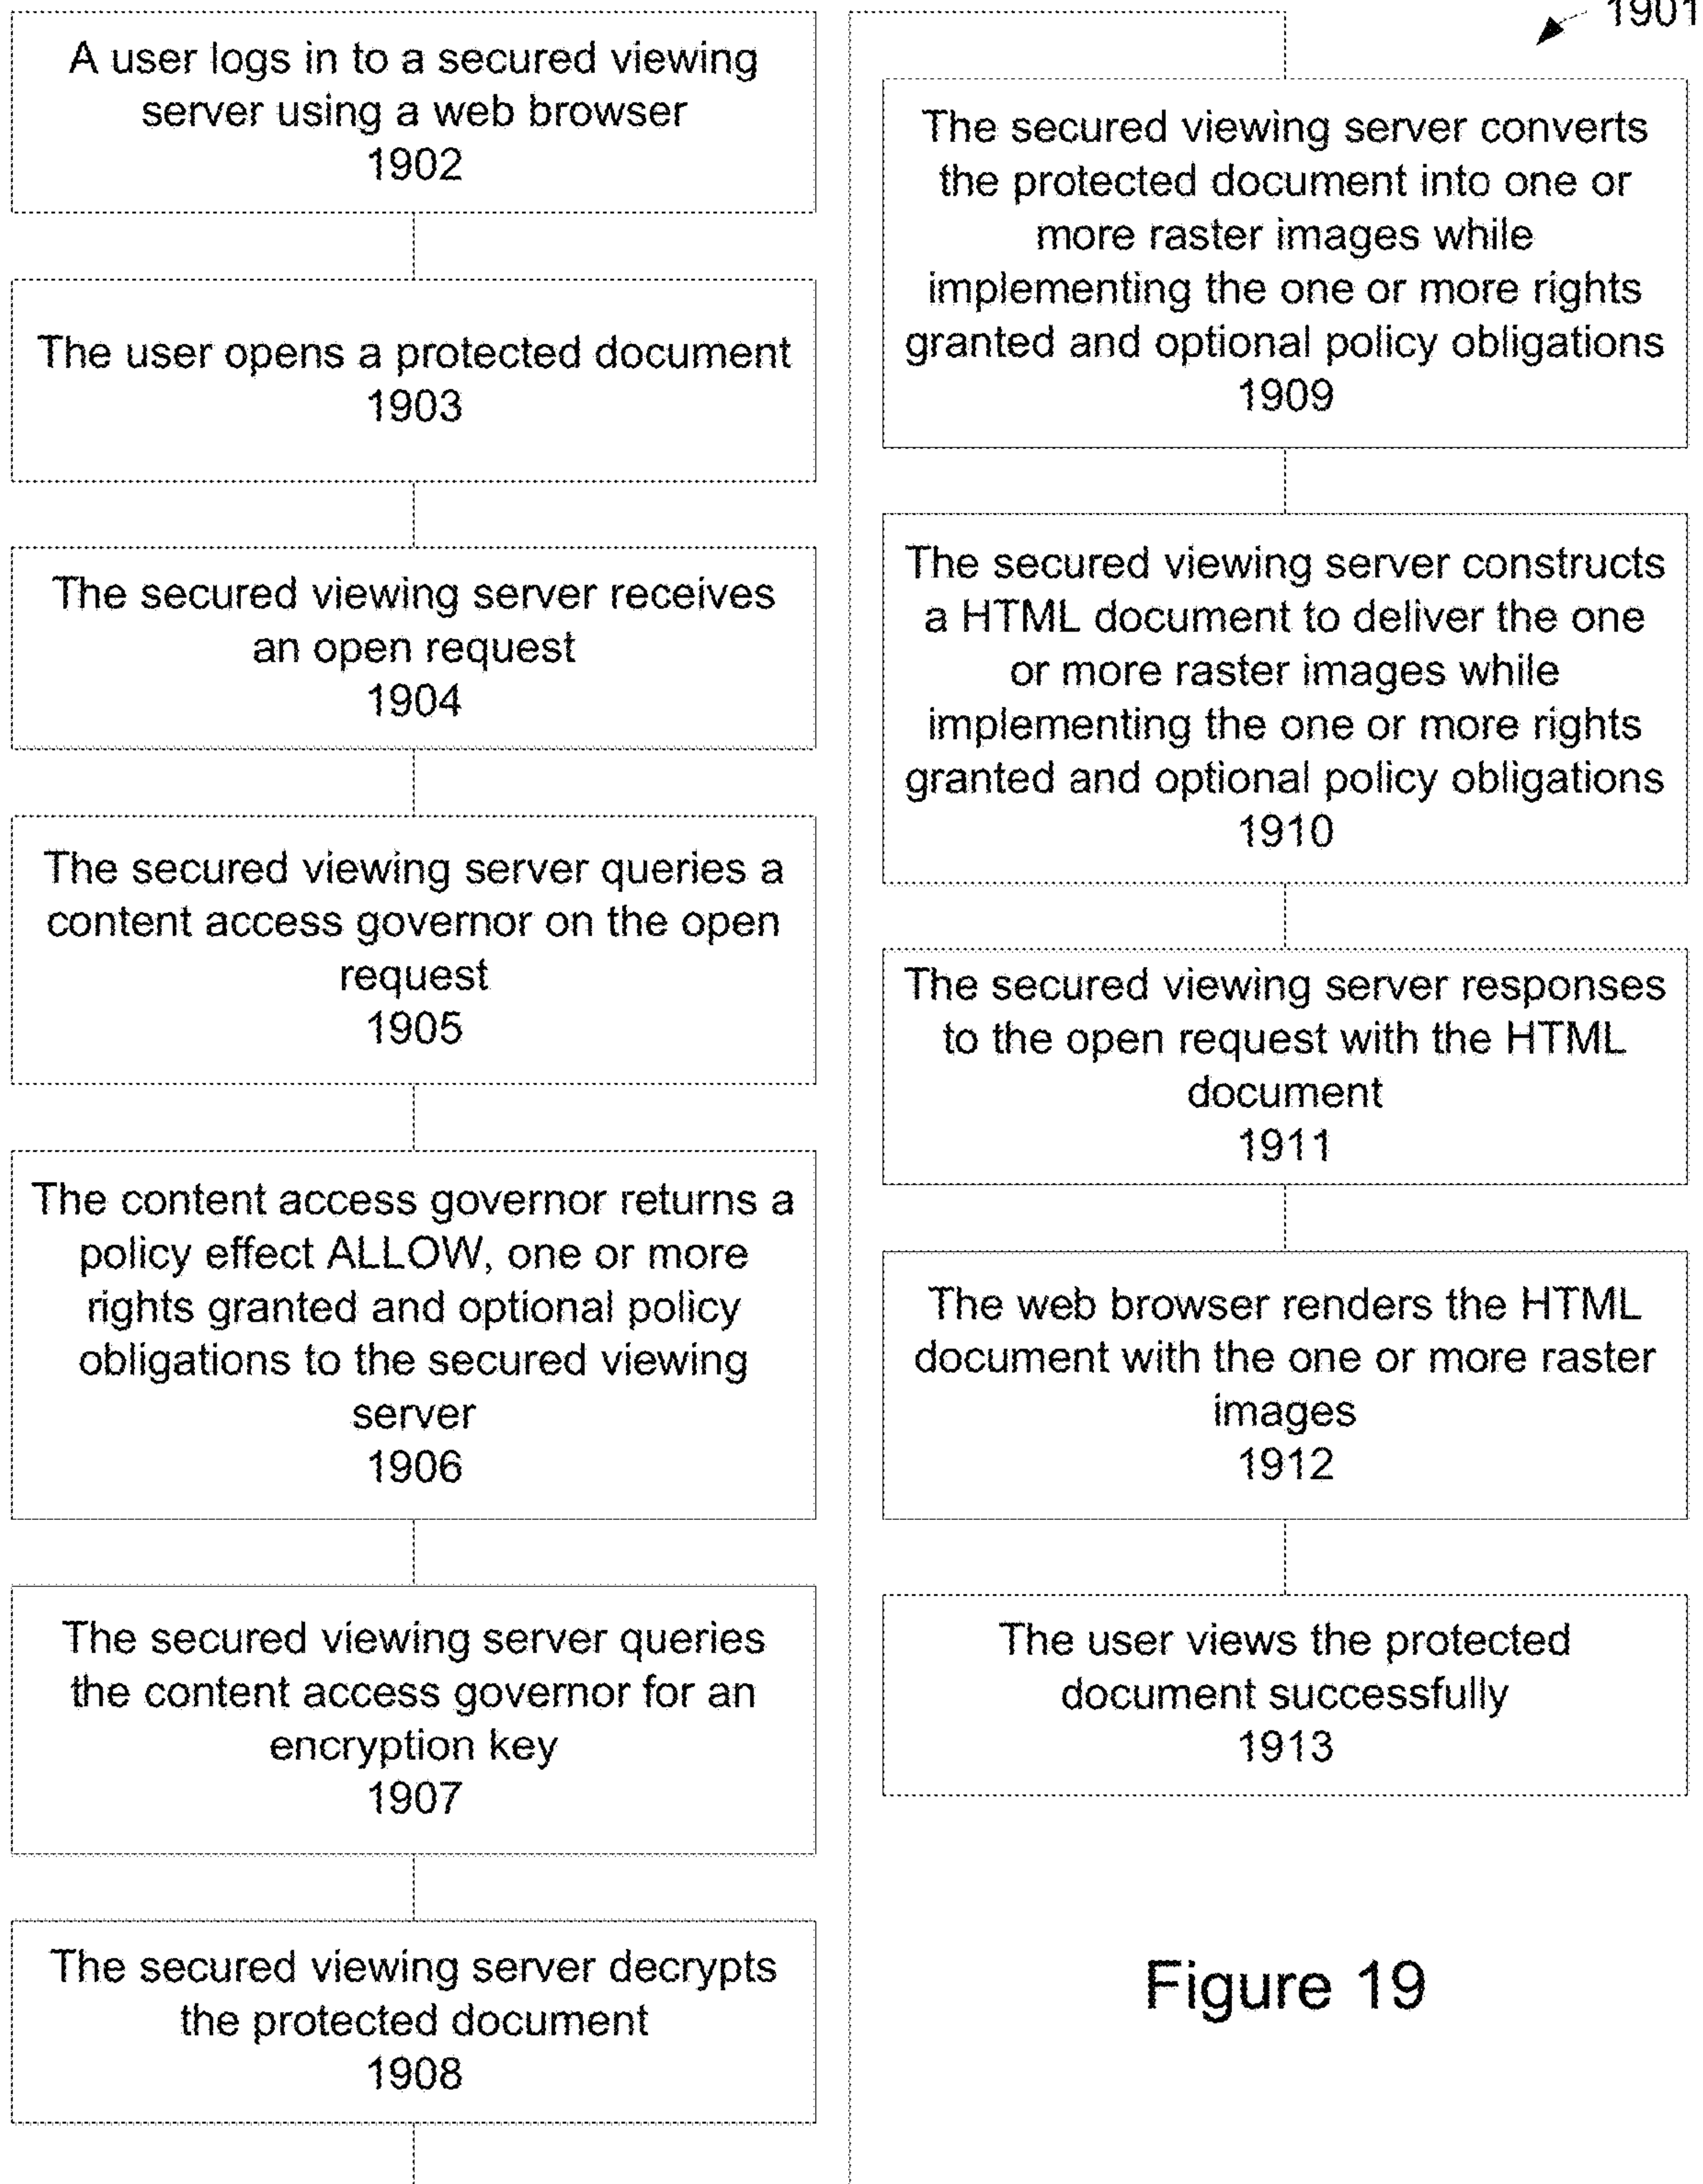 A user logs in to a secured viewing
server using a web browser
1902
The user opens a protected document
1903
The secured viewing server receives
an open request
1904
The secured viewing server queries a
content access governor on the open
request
1905
The content access governor returns a
policy effect ALLOW, one or more
rights granted and optional policy
obligations to the secured viewing
server
1906
The secured viewing server queries
the content access governor for an
encryption key
1907
The secured viewing server decrypts
the protected document
1908
1901
The secured viewing server converts
the protected document into one or
more raster images while
implementing the one or more rights
granted and optional policy obligations
1909
The secured viewing server constructs
a HTML document to deliver the one
or more raster images while
implementing the one or more rights
granted and optional policy obligations
1910
The secured viewing server responses
to the open request with the HTML
document
1911
The web browser renders the HTML
document with the one or more raster
images
1912
The user views the protected
document successfully
1913
Figure 19